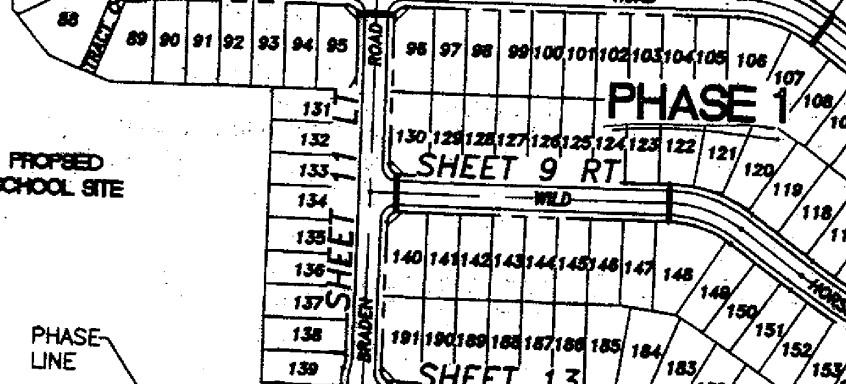 88
TRACT
89 90 91 92 93 94 95
ROAD
96 97 98 99 100 101 102 103 104 105 106 107 108
PHASE 1
131
132
133
134
135
136
137
138
139
SHEET 11 LT
130 129 128 127 126 125 124 123 122 121 120 119 118
SHEET 9 RT
WILD
PROPSED
SCHOOL SITE
140 141 142 143 144 145 146 147 148 149 150 151 152 153
BRADEN
191 190 189 188 187 186 185 184 183
SHEET 13
PHASE
LINE